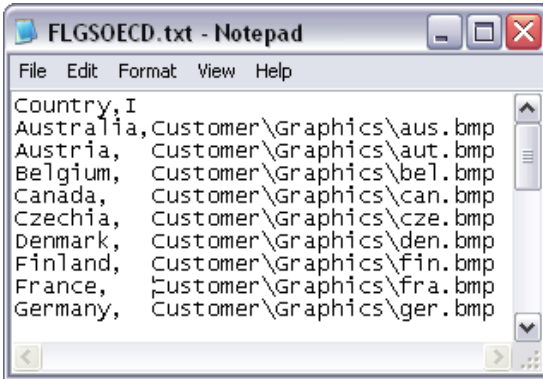 FLGSOECD.txt - Notepad
File Edit Format View Help
Country,I
Australia,Customer\Graphics\aus.bmp
Austria,  Customer\Graphics\aut.bmp
Belgium,  Customer\Graphics\bel.bmp
Canada,   Customer\Graphics\can.bmp
Czechia,  Customer\Graphics\cze.bmp
Denmark,  Customer\Graphics\den.bmp
Finland,  Customer\Graphics\fin.bmp
France,   Customer\Graphics\fra.bmp
Germany,  Customer\Graphics\ger.bmp